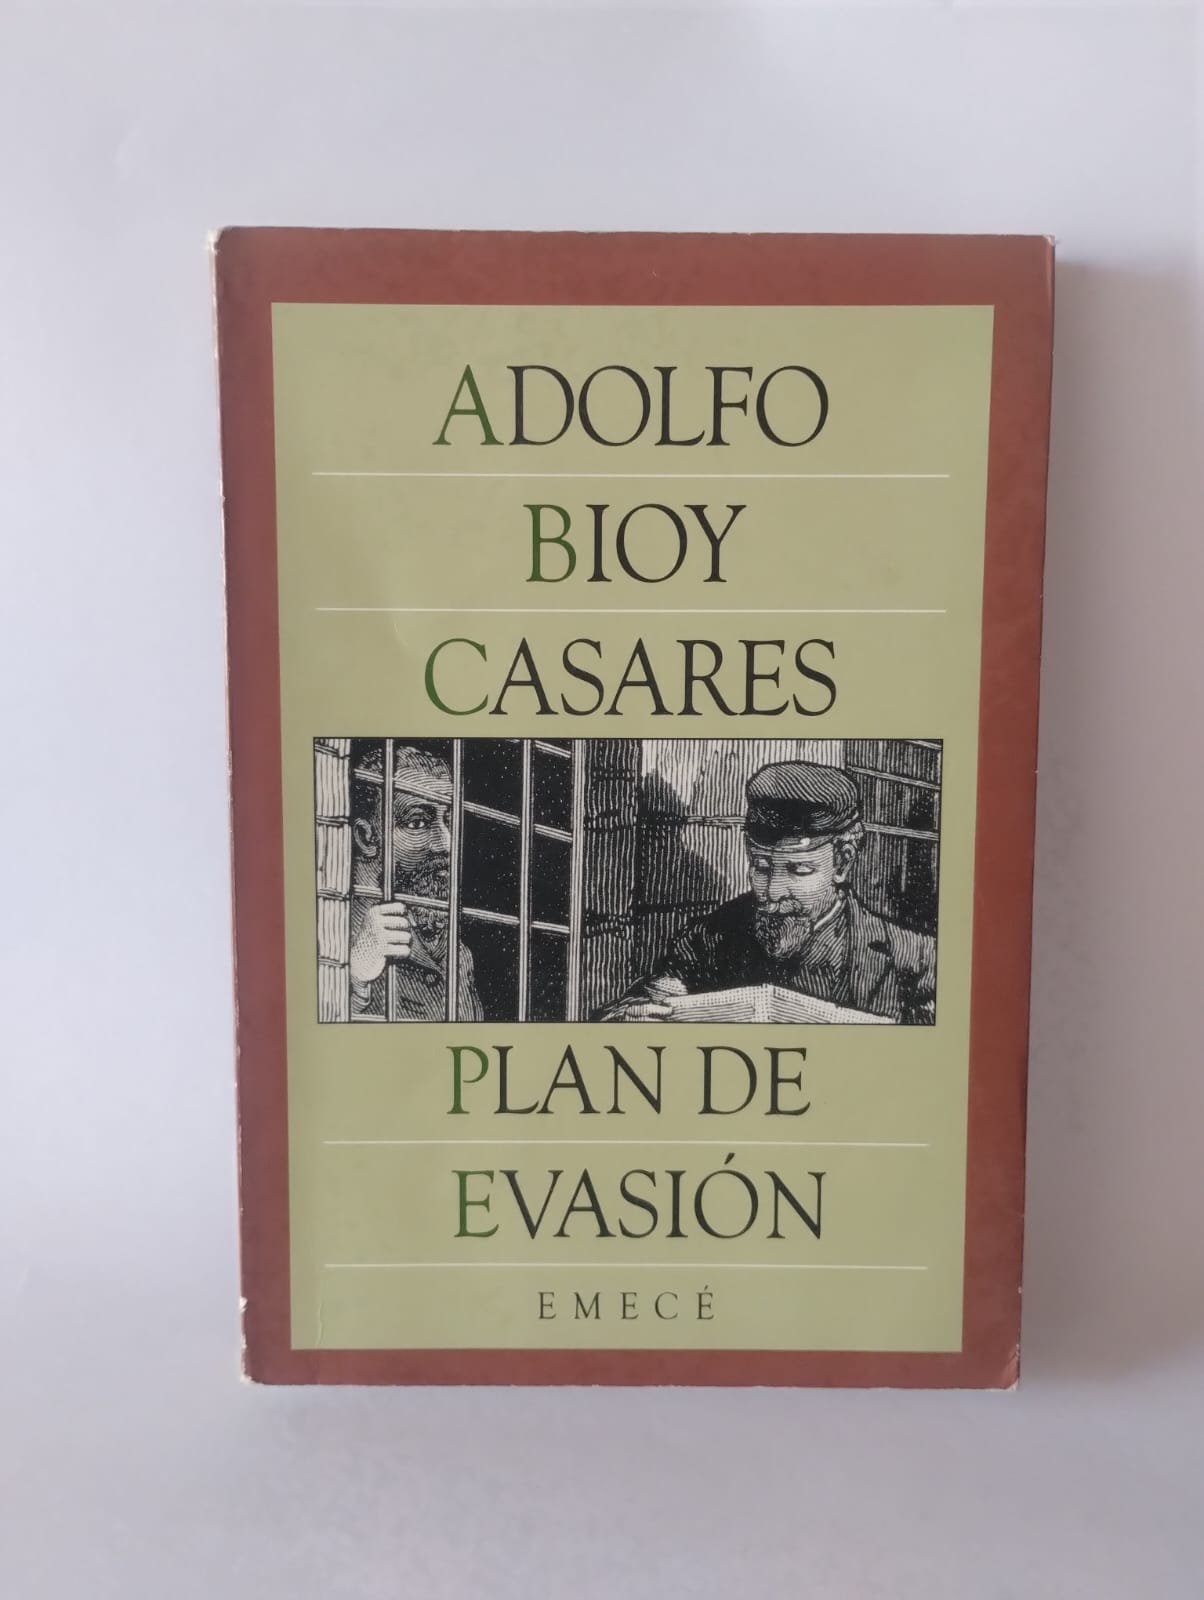 ADOLFO
BIOY
CASARES
PLAN DE
EVASIÓN
EMECÉ